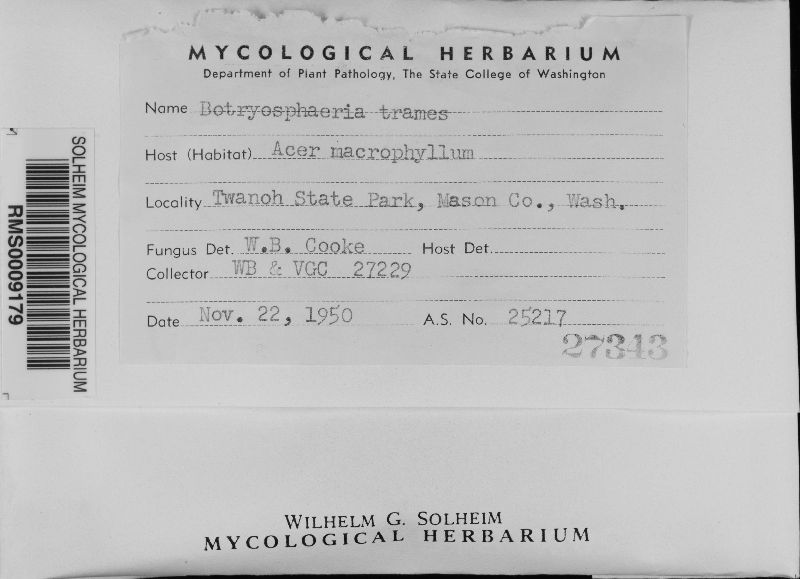 MYCOLOGICAL HERBARIUM
Department of Plant Pathology, The State College of Washington
Name Botryosphaeria trames
Host (Habitat) Acer macrophyllum
Locality Twanoh State Park, Mason Co., Wash.
Fungus Det. W.B. Cooke Host Det.
Collector WB & VGC 27229
Date Nov. 22, 1950 A.S. No. 25217
27343
SOLHEIM MYCOLOGICAL HERBARIUM
RMS0009179
WILHELM G. SOLHEIM
MYCOLOGICAL HERBARIUM